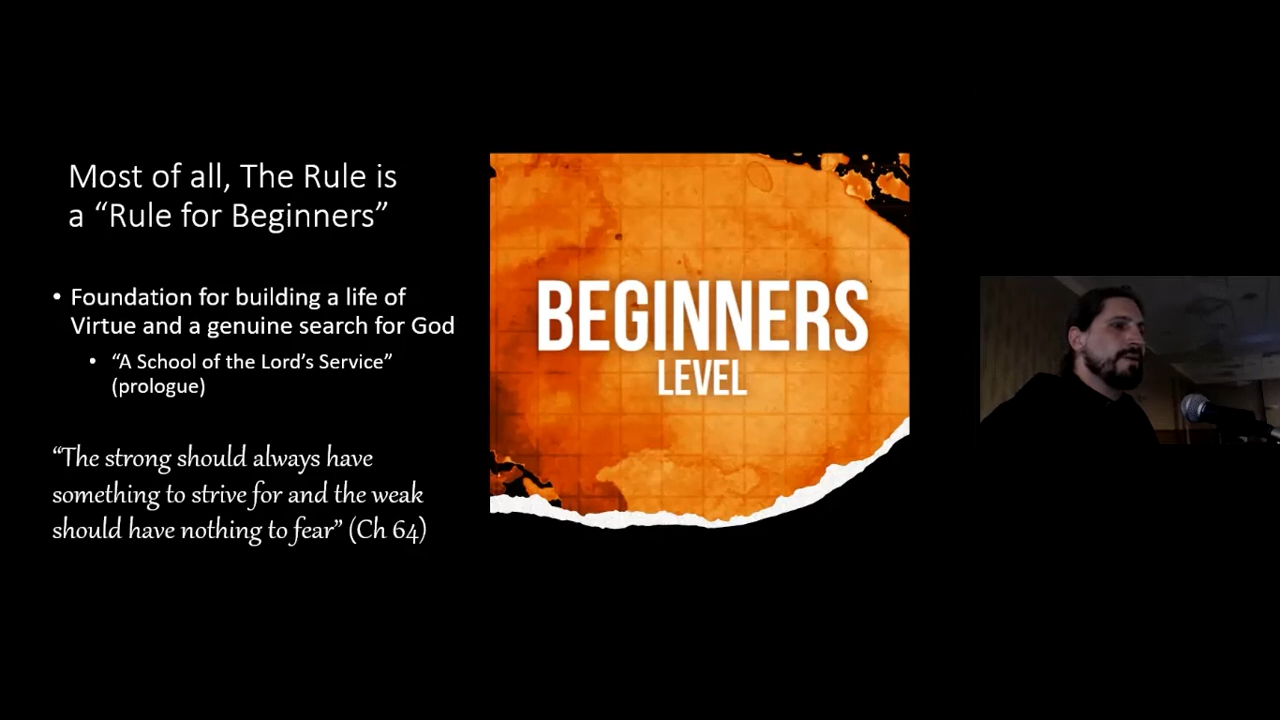 Most of all, The Rule is
a “Rule for Beginners”
• Foundation for building a life of
Virtue and a genuine search for God
• “A School of the Lord’s Service”
(prologue)
“The strong should always have
something to strive for and the weak
should have nothing to fear” (Ch 64)
BEGINNERS
LEVEL